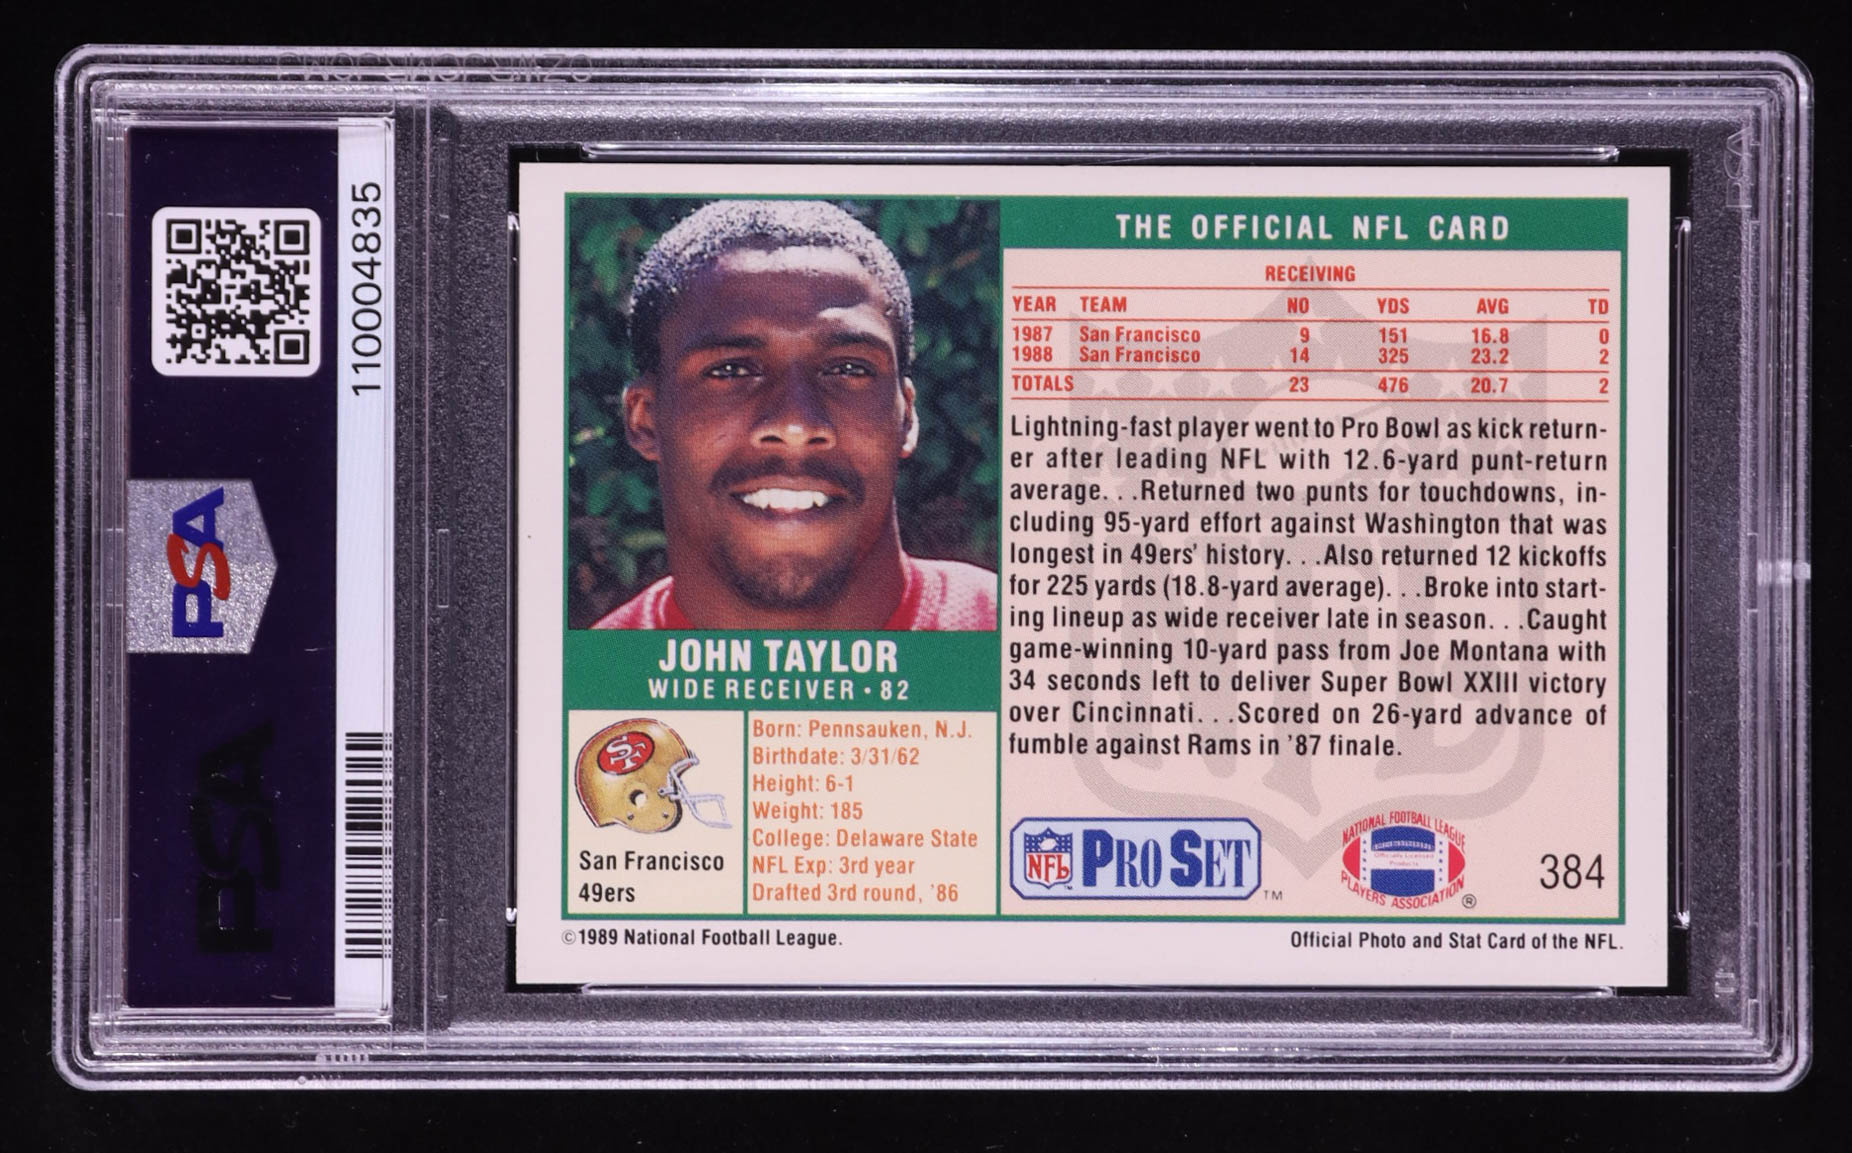 110004835
PSA
PSA
THE OFFICIAL NFL CARD
RECEIVING
YEAR TEAM NO YDS AVG TD
1987 San Francisco 9 151 16.8 0
1988 San Francisco 14 325 23.2 2
TOTALS 23 476 20.7 2
Lightning-fast player went to Pro Bowl as kick return-
er after leading NFL with 12.6-yard punt-return
average. . .Returned two punts for touchdowns, in-
cluding 95-yard effort against Washington that was
longest in 49ers' history. . .Also returned 12 kickoffs
for 225 yards (18.8-yard average). . .Broke into start-
ing lineup as wide receiver late in season. . .Caught
game-winning 10-yard pass from Joe Montana with
34 seconds left to deliver Super Bowl XXIII victory
over Cincinnati. . .Scored on 26-yard advance of
fumble against Rams in '87 finale.
JOHN TAYLOR
WIDE RECEIVER • 82
SF
San Francisco
49ers
Born: Pennsauken, N.J.
Birthdate: 3/31/62
Height: 6-1
Weight: 185
College: Delaware State
NFL Exp: 3rd year
Drafted 3rd round, '86
NFL PRO SET TM
NATIONAL FOOTBALL LEAGUE
Officially Licensed
Products
PLAYERS ASSOCIATION ®
384
©1989 National Football League.
Official Photo and Stat Card of the NFL.